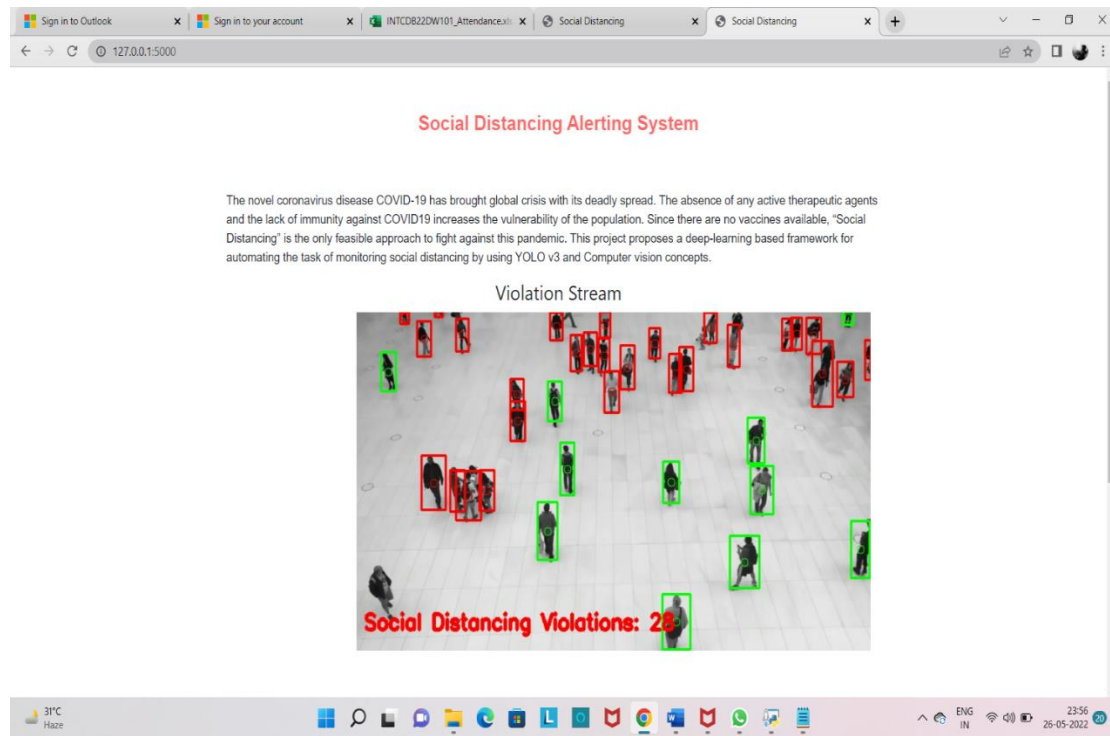 Sign in to Outlook
Sign in to your account
INTCDB22DW101_Attendance.xls
Social Distancing
Social Distancing
127.0.0.1:5000
Social Distancing Alerting System
The novel coronavirus disease COVID-19 has brought global crisis with its deadly spread. The absence of any active therapeutic agents
and the lack of immunity against COVID19 increases the vulnerability of the population. Since there are no vaccines available, “Social
Distancing” is the only feasible approach to fight against this pandemic. This project proposes a deep-learning based framework for
automating the task of monitoring social distancing by using YOLO v3 and Computer vision concepts.
Violation Stream
Social Distancing Violations: 28
31°C
Haze
L
ENG
IN
23:56
26-05-2022
20